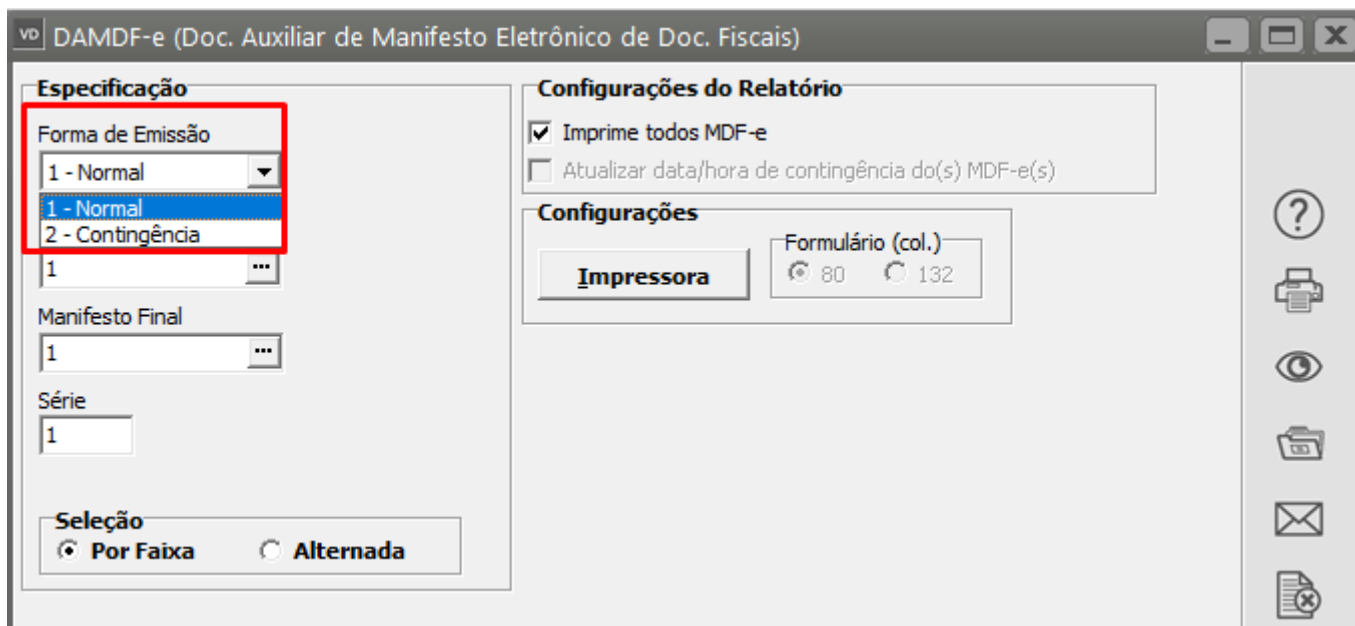 VD DAMDF-e (Doc. Auxiliar de Manifesto Eletrônico de Doc. Fiscais)
Especificação
Forma de Emissão
1 - Normal
1 - Normal
2 - Contingência
1 ...
Manifesto Final
1 ...
Série
1
Seleção
Por Faixa Alternada
Configurações do Relatório
Imprime todos MDF-e
Atualizar data/hora de contingência do(s) MDF-e(s)
Configurações
Impressora
Formulário (col.)
80 132
?